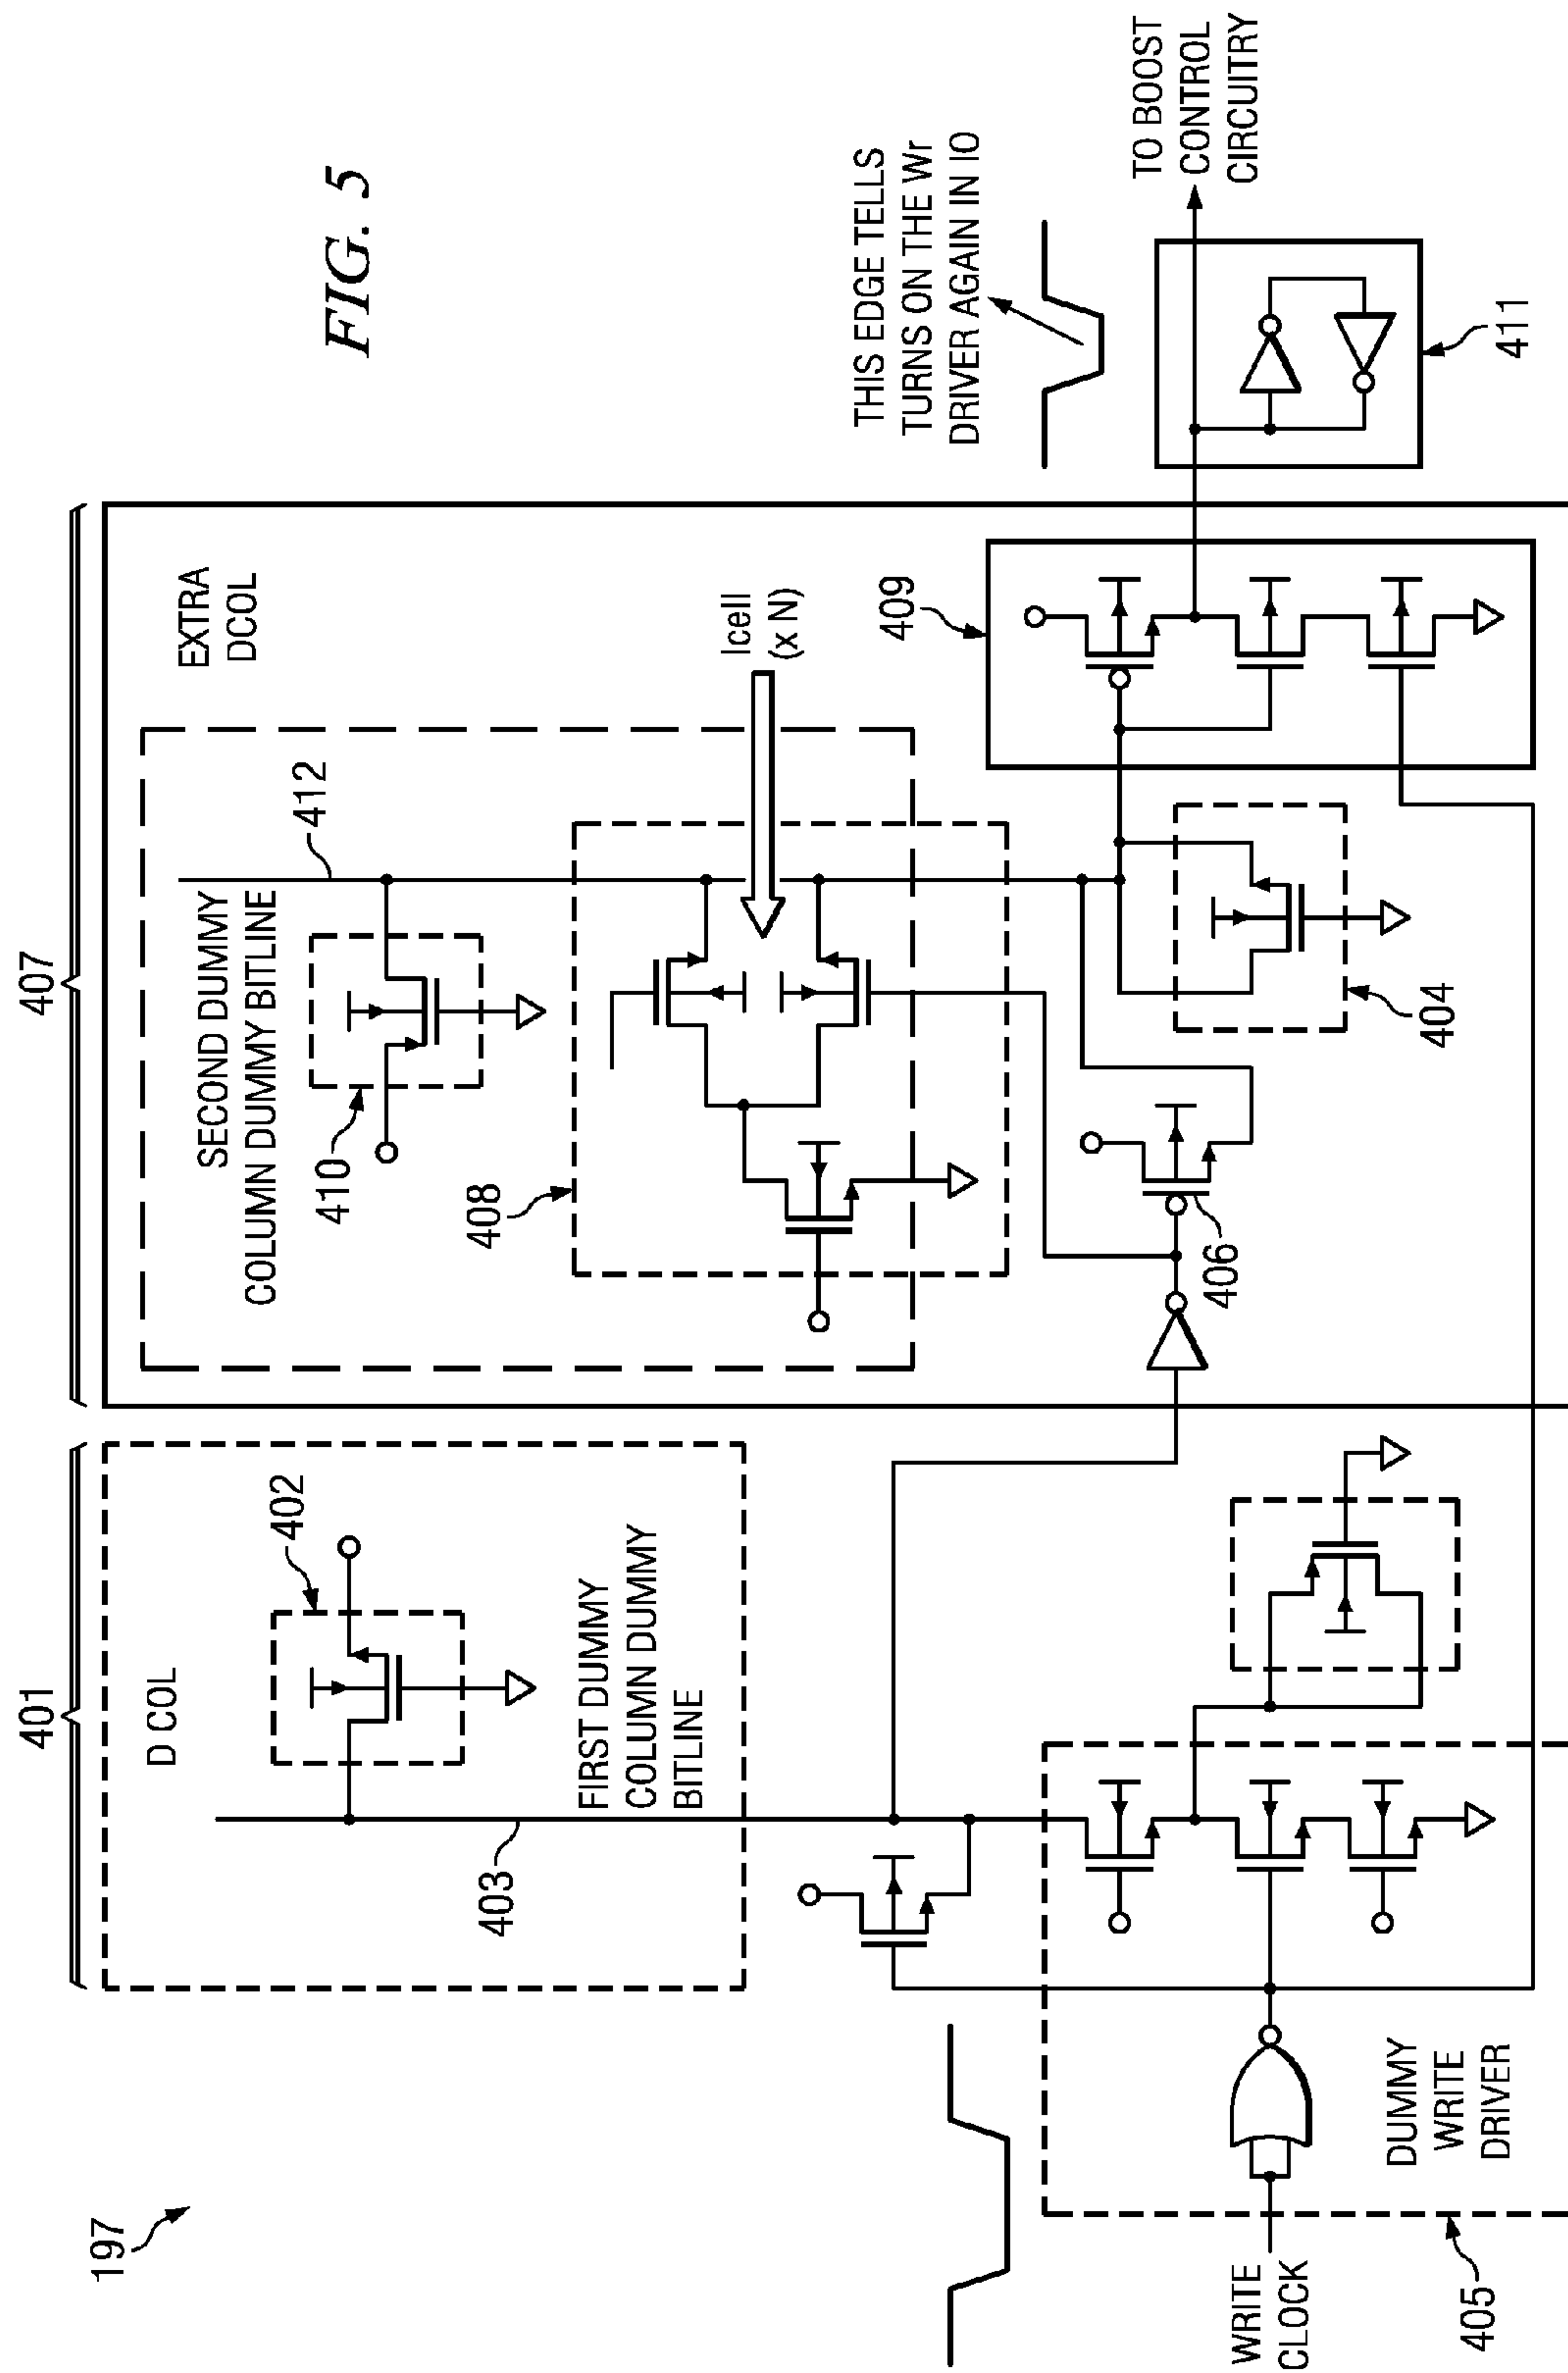 FIG. 5
197
401
407
D COL
402
FIRST DUMMY
COLUMN DUMMY
BITLINE
403
EXTRA
DCOL
SECOND DUMMY
COLUMN DUMMY BITLINE
412
410
408
Icell
(x N)
406
404
409
THIS EDGE TELLS
TURNS ON THE Wr
DRIVER AGAIN IN IO
TO BOOST
CONTROL
CIRCUITRY
411
WRITE
CLOCK
DUMMY
WRITE
DRIVER
405